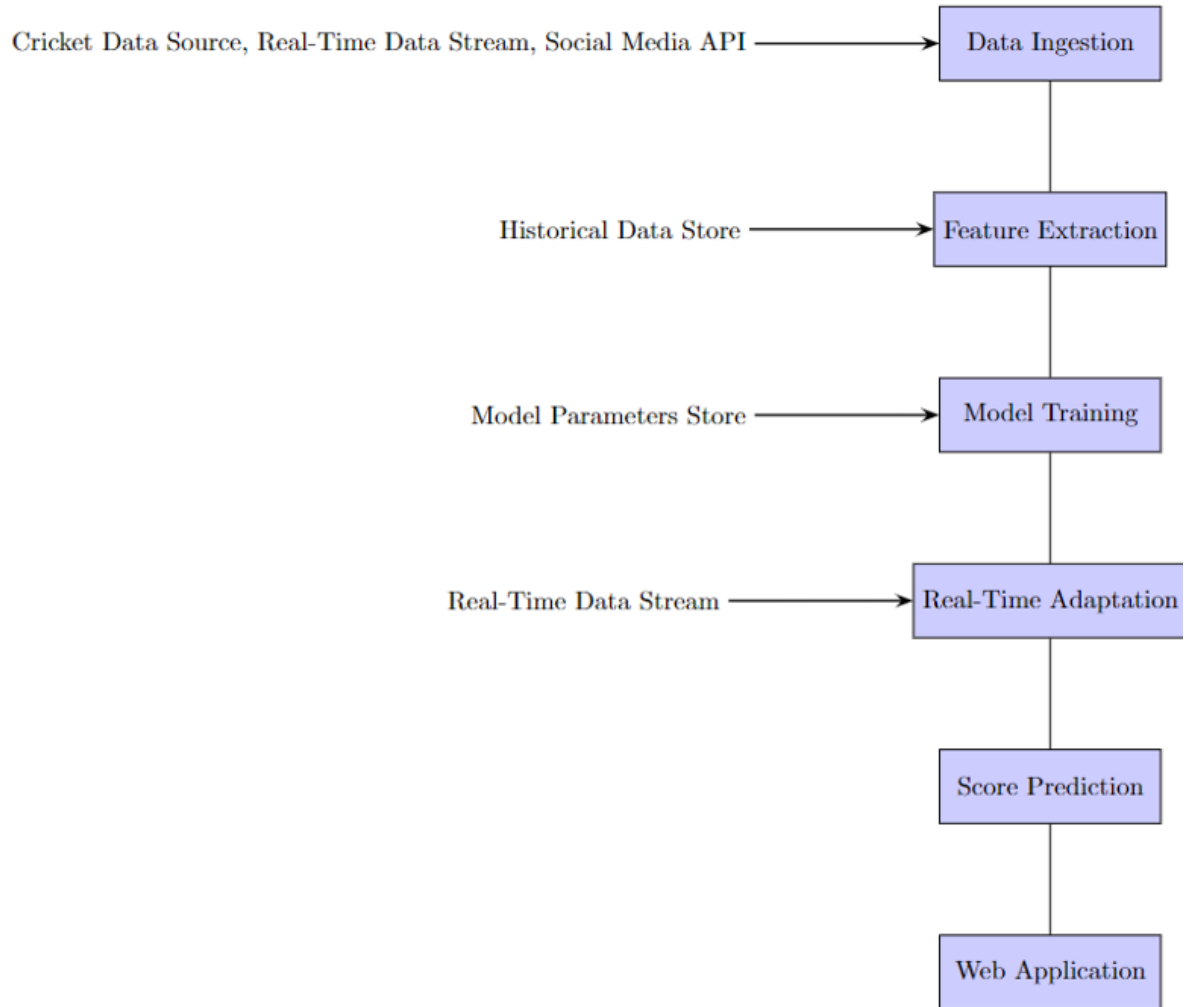 Cricket Data Source, Real-Time Data Stream, Social Media API
Data Ingestion
Historical Data Store
Feature Extraction
Model Parameters Store
Model Training
Real-Time Data Stream
Real-Time Adaptation
Score Prediction
Web Application